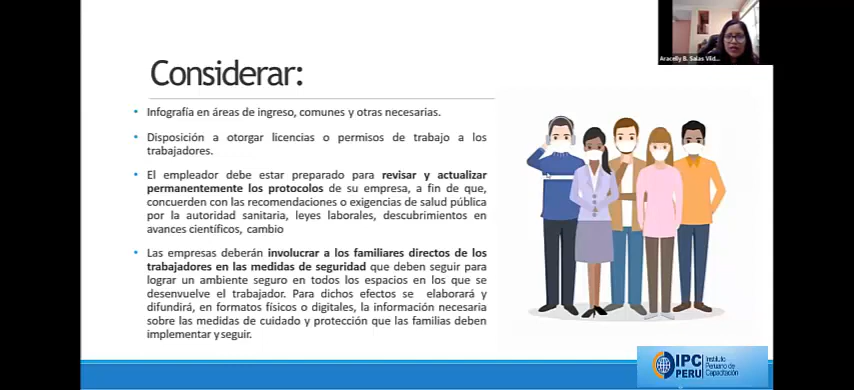 Considerar:
• Infografía en áreas de ingreso, comunes y otras necesarias.
• Disposición a otorgar licencias o permisos de trabajo a los
trabajadores.
• El empleador debe estar preparado para revisar y actualizar
permanentemente los protocolos de su empresa, a fin de que,
concuerden con las recomendaciones o exigencias de salud pública
por la autoridad sanitaria, leyes laborales, descubrimientos en
avances científicos, cambio
• Las empresas deberán involucrar a los familiares directos de los
trabajadores en las medidas de seguridad que deben seguir para
lograr un ambiente seguro en todos los espacios en los que se
desenvuelve el trabajador. Para dichos efectos se elaborará y
difundirá, en formatos físicos o digitales, la información necesaria
sobre las medidas de cuidado y protección que las familias deben
implementar y seguir.
Aracelly B. Salas Vild...
IPC
PERU
Instituto
Peruano de
Capacitación